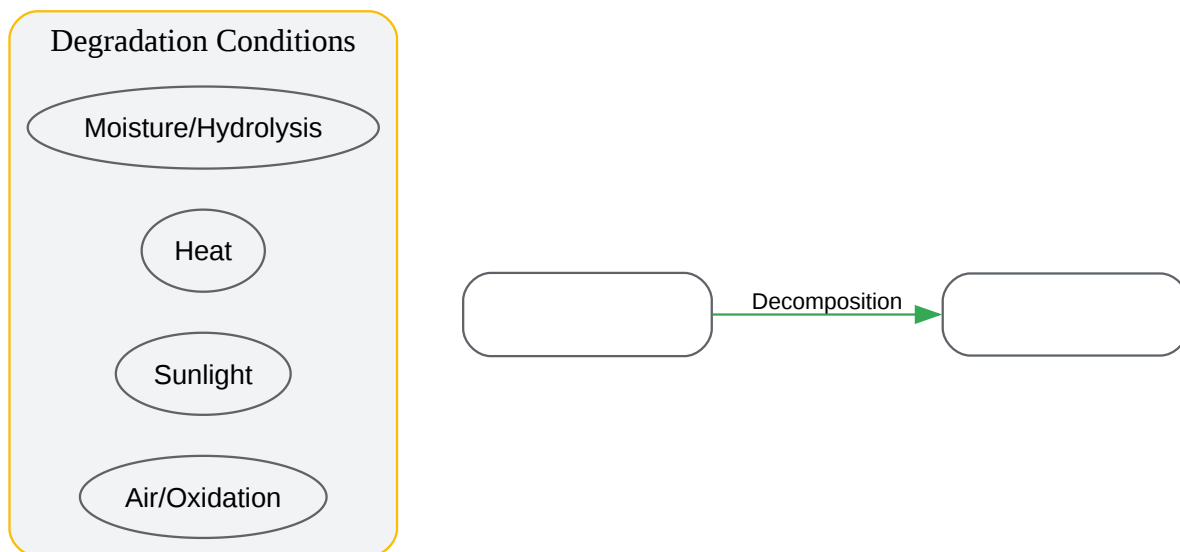 Degradation Conditions
Moisture/Hydrolysis
Heat
Sunlight
Air/Oxidation
Decomposition